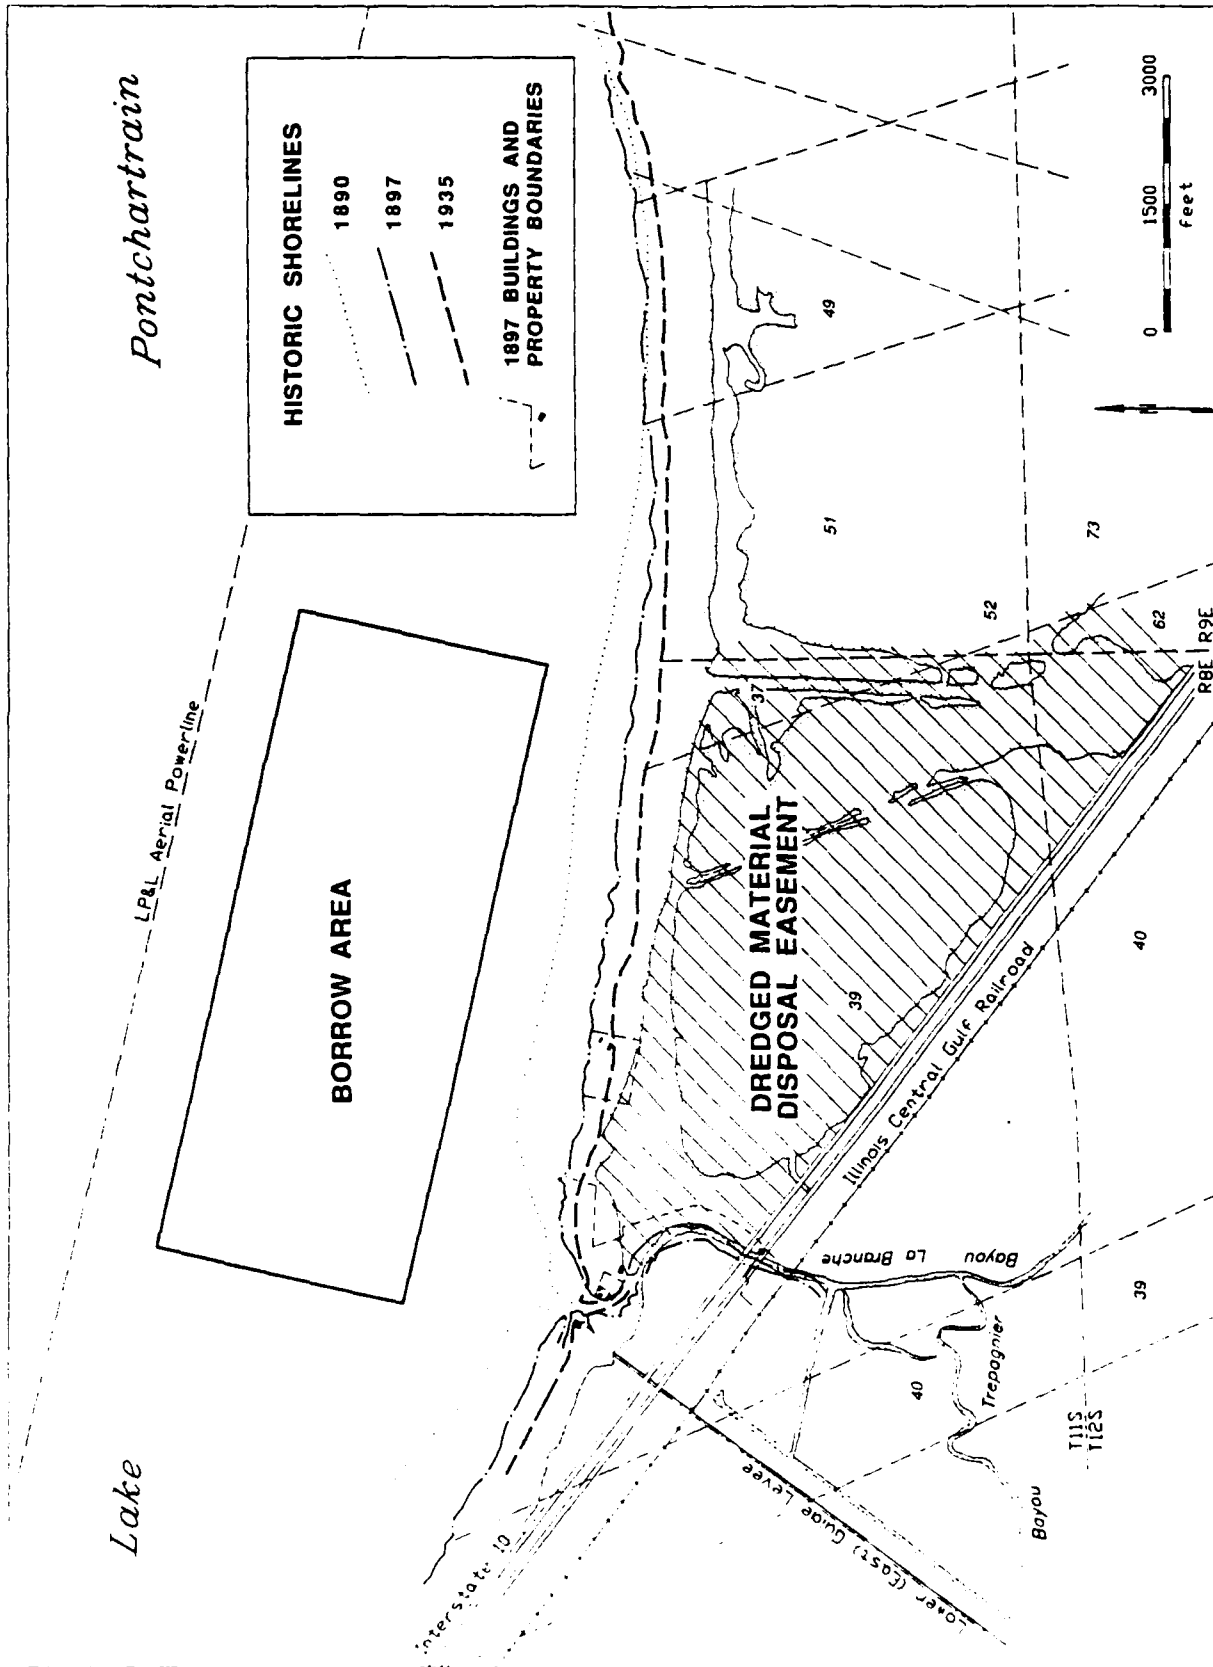 Lake
Pontchartrain
LP&L Aerial Powerline
HISTORIC SHORELINES
1890
1897
1935
1897 BUILDINGS AND
PROPERTY BOUNDARIES
BORROW AREA
DREDGED MATERIAL
DISPOSAL EASEMENT
37
39
49
51
52
62
73
40
39
40
Interstate 10
Illinois Central Gulf Railroad
Bayou La Branche
Bayou Trepagnier
Lower (East) Guide Levee
T11S
T12S
R8E
R9E
N
0 1500 3000
feet